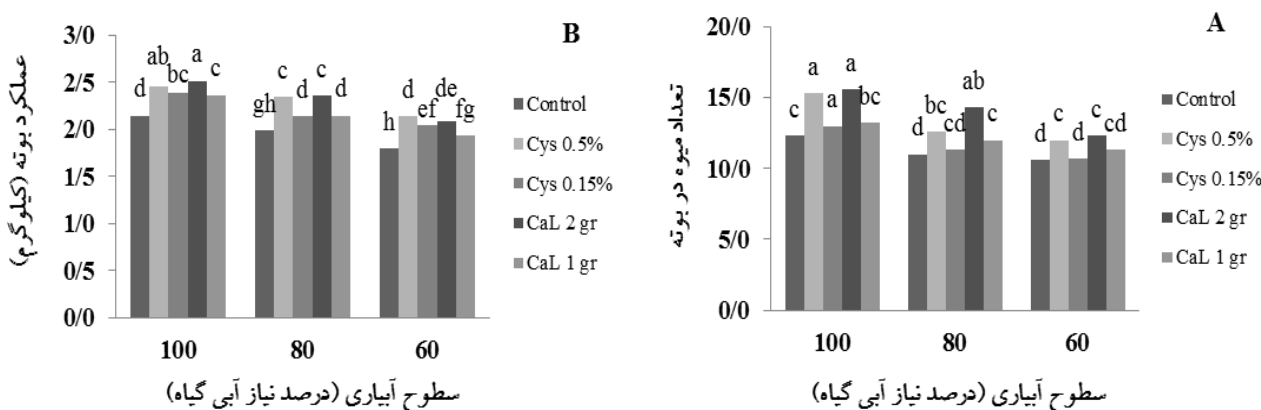 B
عملکرد بوته (کیلوگرم)
3/0
2/5
2/0
1/5
1/0
0/5
0/0
d ab bc a c
gh c d c d
h d ef de fg
100 80 60
سطوح آبیاری (درصد نیاز آبی گیاه)
Control
Cys 0.5%
Cys 0.15%
CaL 2 gr
CaL 1 gr
A
تعداد میوه در بوته
20/0
15/0
10/0
5/0
0/0
c a a a bc
d bc cd ab c
d c d c cd
100 80 60
سطوح آبیاری (درصد نیاز آبی گیاه)
Control
Cys 0.5%
Cys 0.15%
CaL 2 gr
CaL 1 gr